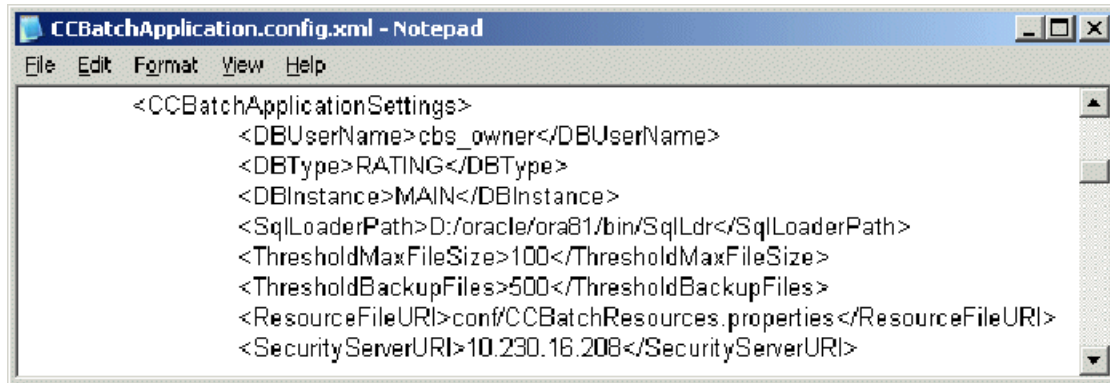 CCBatchApplication.config.xml - Notepad
File Edit Format View Help
<CCBatchApplicationSettings>
<DBUserName>cbs_owner</DBUserName>
<DBType>RATING</DBType>
<DBInstance>MAIN</DBInstance>
<SqlLoaderPath>D:/oracle/ora81/bin/SqlLdr</SqlLoaderPath>
<ThresholdMaxFileSize>100</ThresholdMaxFileSize>
<ThresholdBackupFiles>500</ThresholdBackupFiles>
<ResourceFileURI>conf/CCBatchResources.properties</ResourceFileURI>
<SecurityServerURI>10.230.16.208</SecurityServerURI>